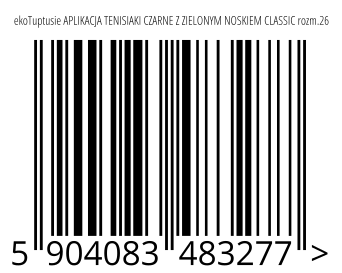 ekoTuptusie APLIKACJA TENISIAKI CZARNE Z ZIELONYM NOSKIEM CLASSIC rozm.26
5 904083 483277 >